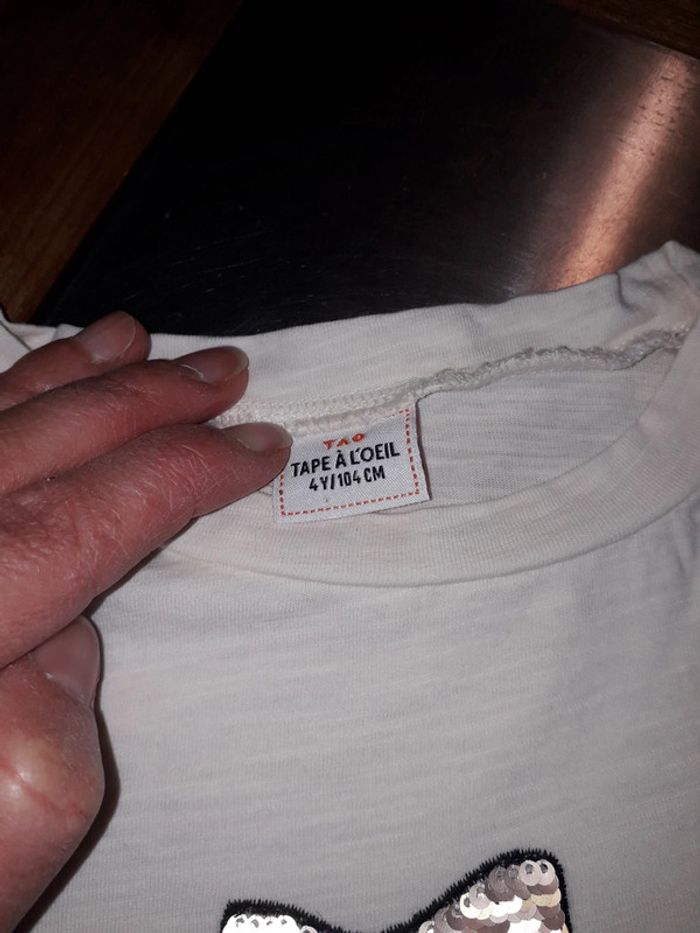 TAO
TAPE À L'OEIL
4Y/104 CM